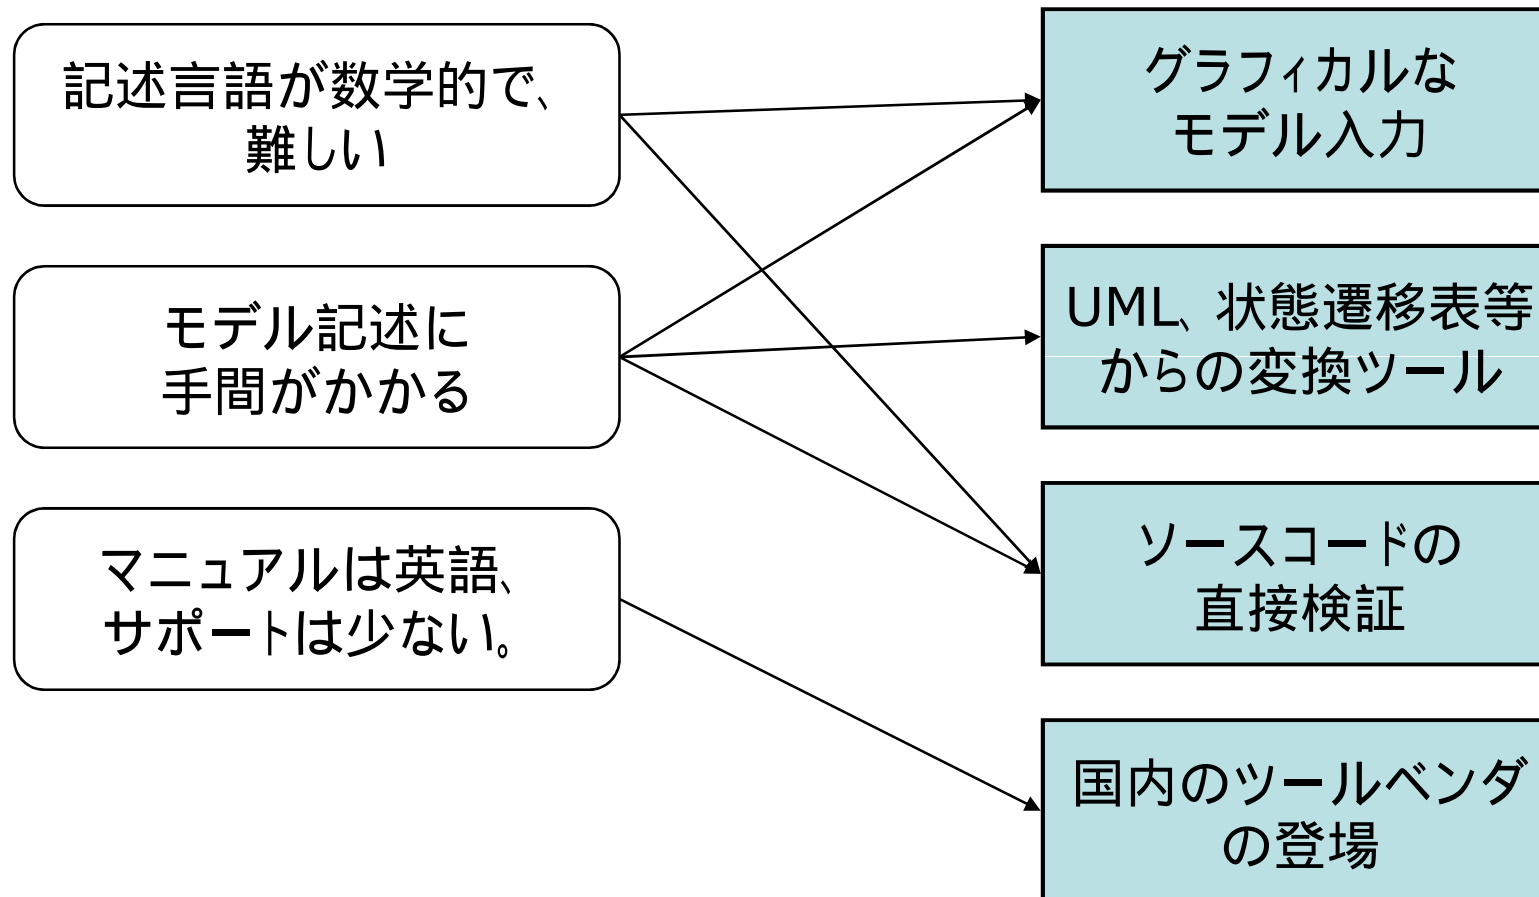 記述言語が数学的で、
難しい
モデル記述に
手間がかかる
マニュアルは英語、
サポートは少ない。
グラフィカルな
モデル入力
UML、状態遷移表等
からの変換ツール
ソースコードの
直接検証
国内のツールベンダ
の登場